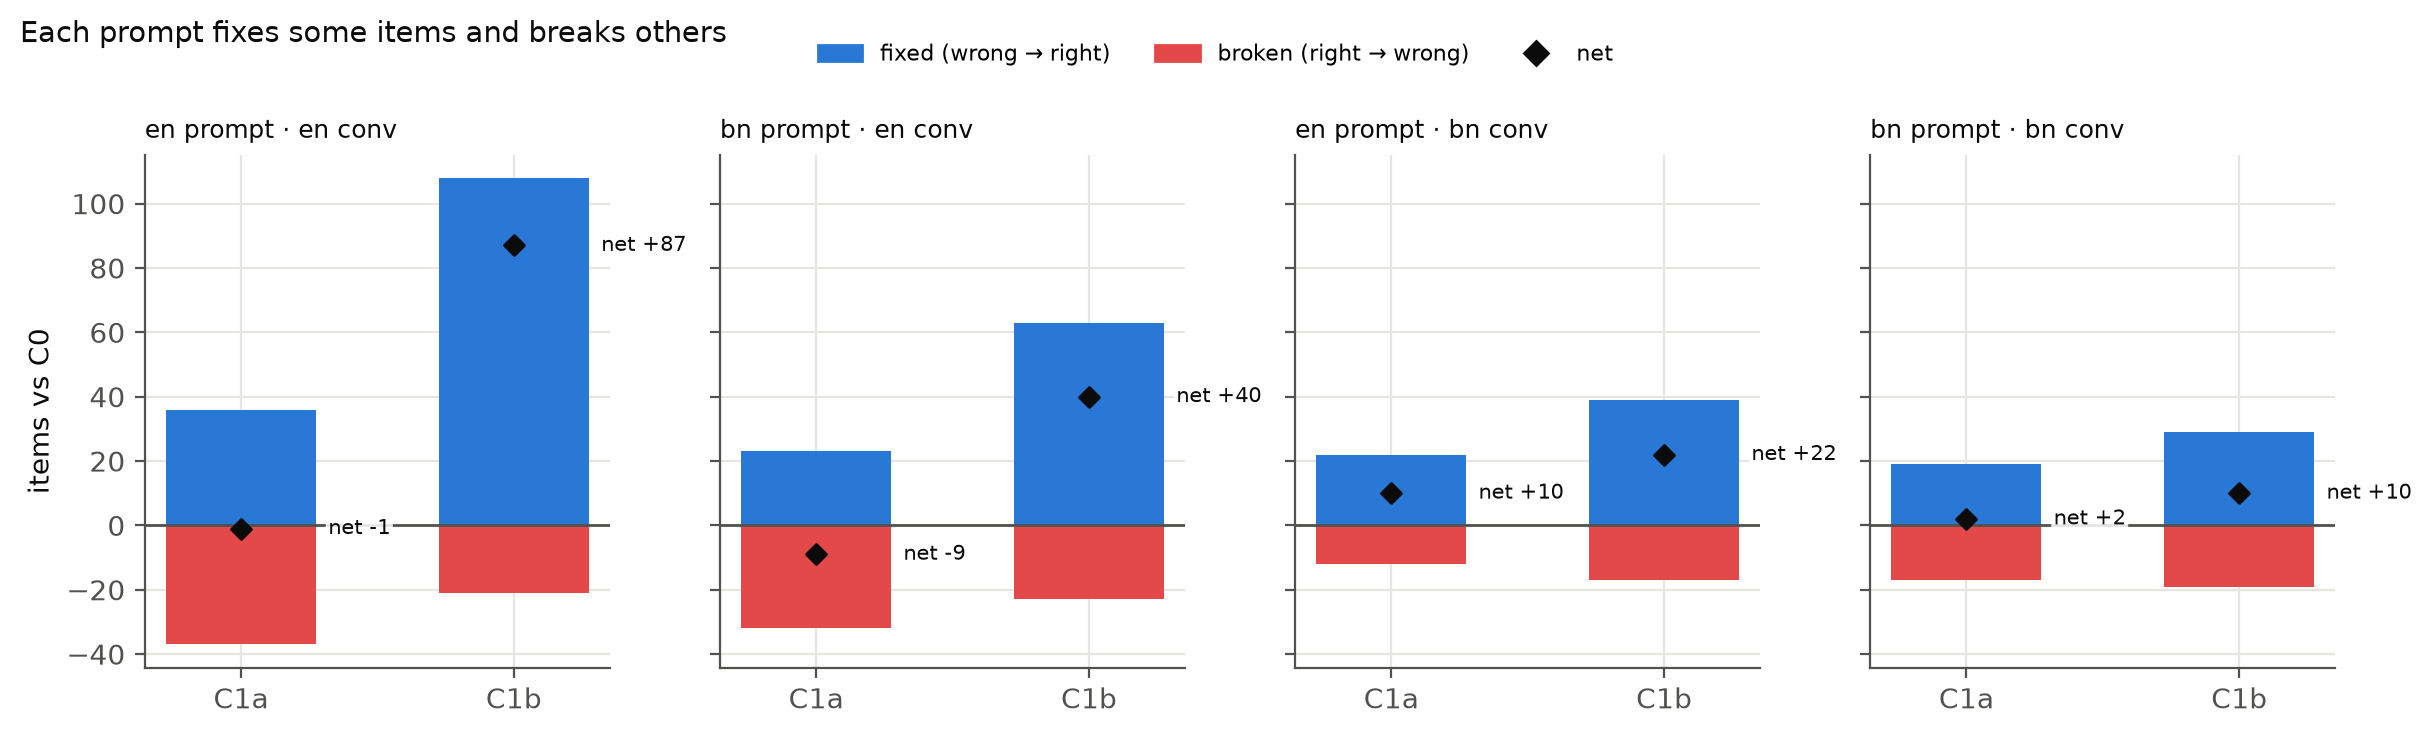 Each prompt fixes some items and breaks others
fixed (wrong → right) broken (right → wrong) net
en prompt · en conv
bn prompt · en conv
en prompt · bn conv
bn prompt · bn conv
items vs C0
100
80
60
40
20
0
−20
−40
net -1
net +87
net -9
net +40
net +10
net +22
net +2
net +10
C1a C1b
C1a C1b
C1a C1b
C1a C1b